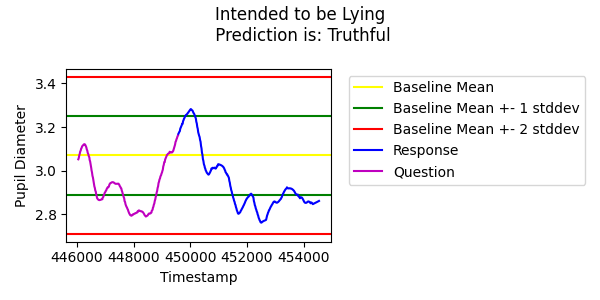 Intended to be Lying
Prediction is: Truthful
Pupil Diameter
3.4
3.2
3.0
2.8
446000 448000 450000 452000 454000
Timestamp
Baseline Mean
Baseline Mean +- 1 stddev
Baseline Mean +- 2 stddev
Response
Question